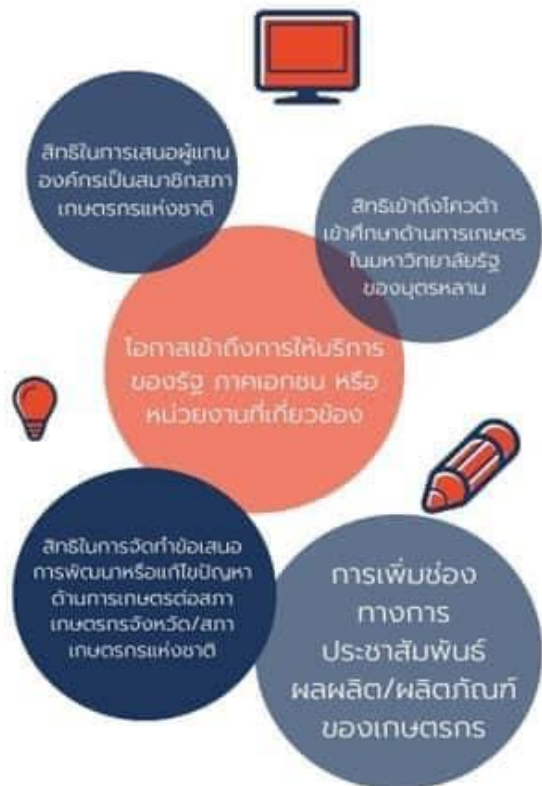 สิทธิในการเสนอผู้แทน
องค์กรเป็นสมาชิกสภา
เกษตรกรแห่งชาติ
สิทธิเข้าถึงโควต้า
เข้าศึกษาด้านการเกษตร
ในมหาวิทยาลัยรัฐ
ของบุตรหลาน
โอกาสเข้าถึงการให้บริการ
ของรัฐ ภาคเอกชน หรือ
หน่วยงานที่เกี่ยวข้อง
สิทธิในการจัดทำข้อเสนอ
การพัฒนาหรือแก้ไขปัญหา
ด้านการเกษตรต่อสภา
เกษตรกรจังหวัด/สภา
เกษตรกรแห่งชาติ
การเพิ่มช่อง
ทางการ
ประชาสัมพันธ์
ผลผลิต/ผลิตภัณฑ์
ของเกษตรกร